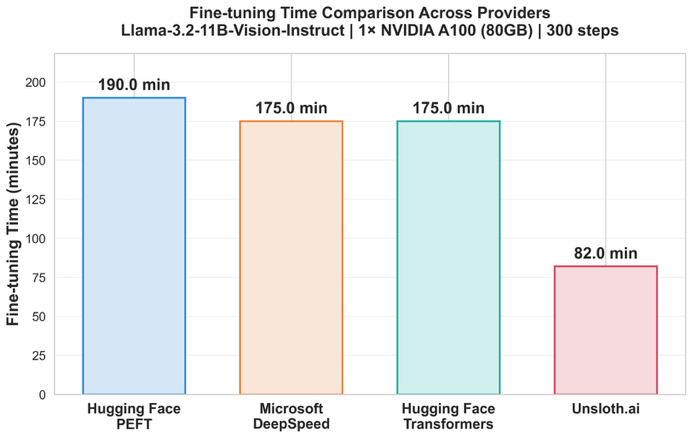 Fine-tuning Time Comparison Across Providers
Llama-3.2-11B-Vision-Instruct | 1× NVIDIA A100 (80GB) | 300 steps
Fine-tuning Time (minutes)
200
175
150
125
100
75
50
25
0
190.0 min
175.0 min
175.0 min
82.0 min
Hugging Face
PEFT
Microsoft
DeepSpeed
Hugging Face
Transformers
Unsloth.ai